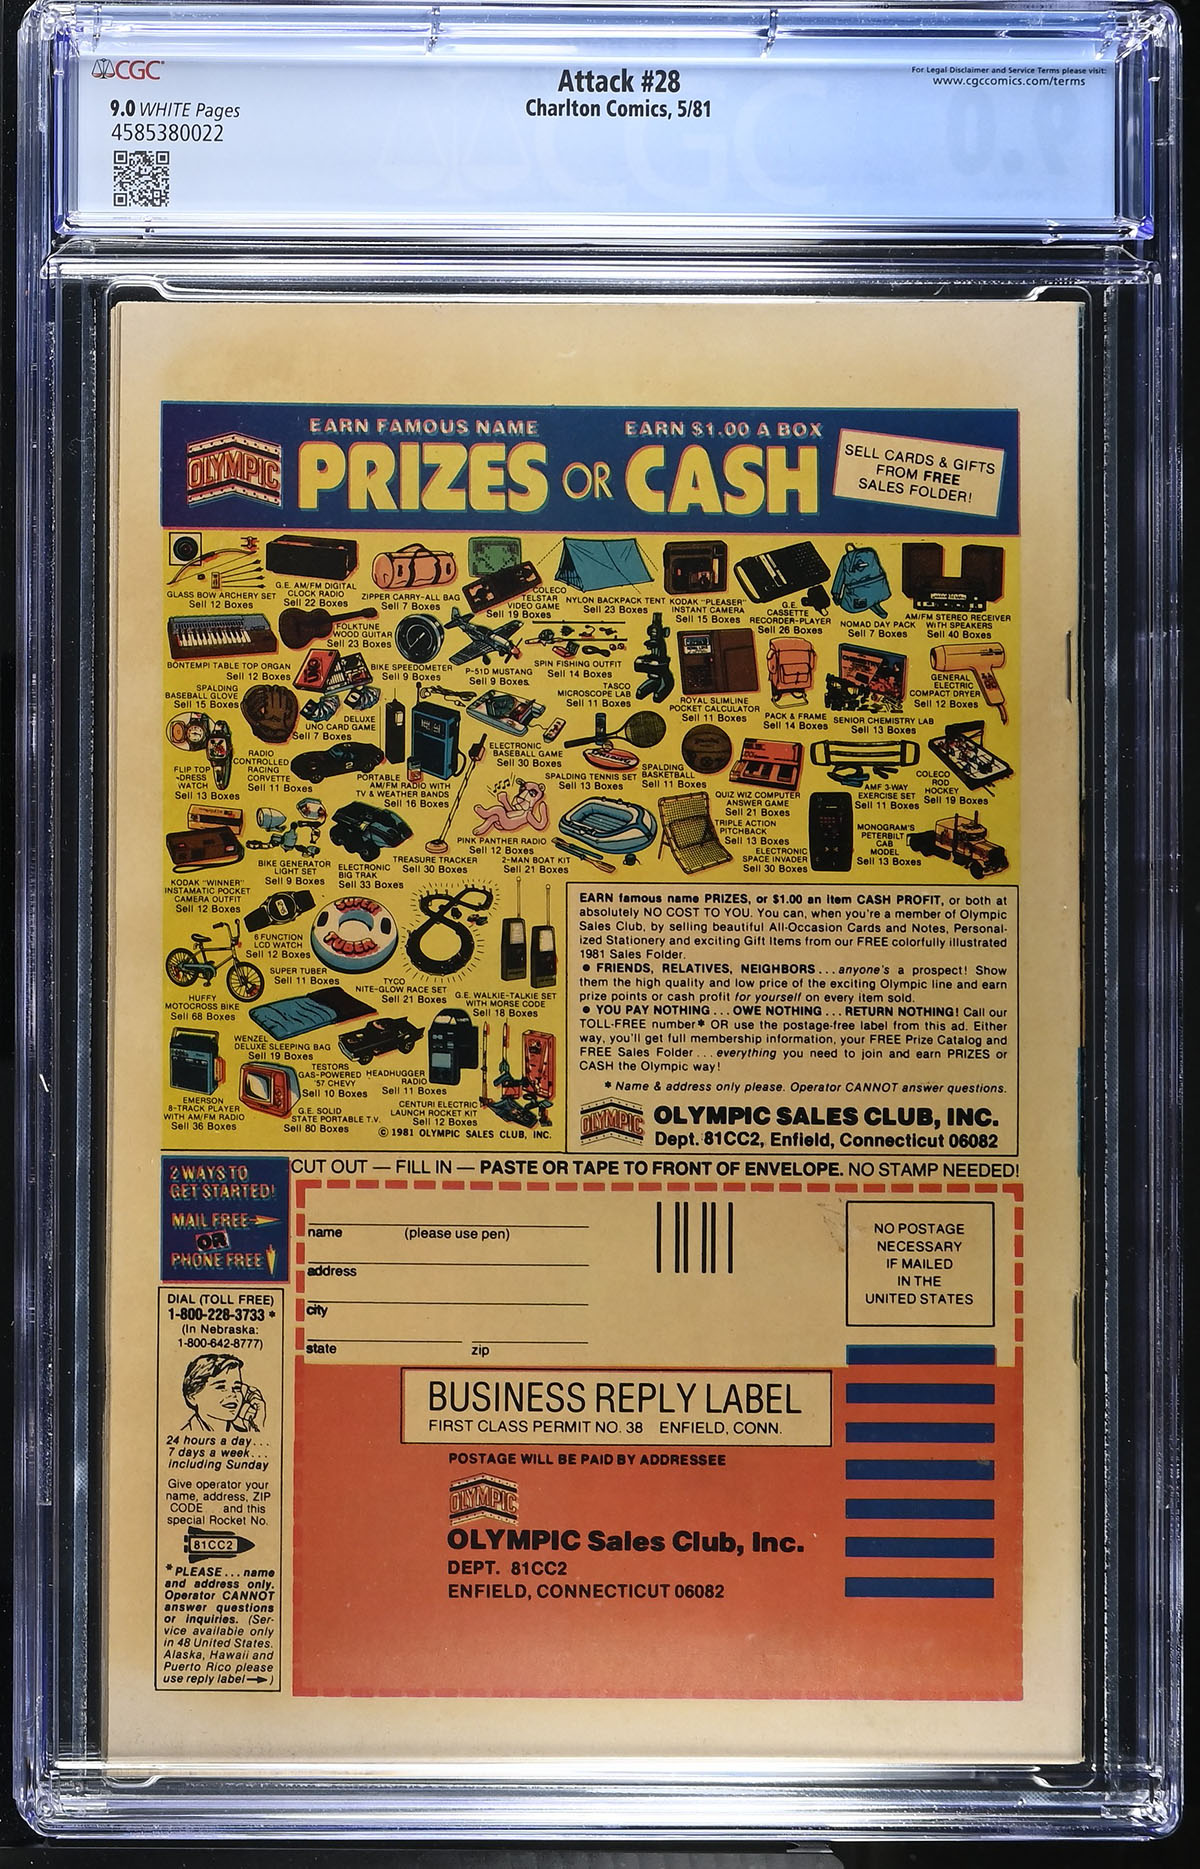 CGC
9.0 WHITE Pages
4585380022
Attack #28
Charlton Comics, 5/81
For Legal Disclaimer and Service Terms please visit:
www.cgccomics.com/terms
OLYMPIC
EARN FAMOUS NAME
EARN $1.00 A BOX
PRIZES OR CASH
SELL CARDS & GIFTS
FROM FREE
SALES FOLDER!
GLASS BOW ARCHERY SET
Sell 12 Boxes
G.E. AM/FM DIGITAL
CLOCK RADIO
Sell 22 Boxes
ZIPPER CARRY-ALL BAG
Sell 7 Boxes
COLECO
TELSTAR
VIDEO GAME
Sell 19 Boxes
NYLON BACKPACK TENT
Sell 23 Boxes
KODAK "PLEASER"
INSTANT CAMERA
Sell 15 Boxes
G.E.
CASSETTE
RECORDER-PLAYER
Sell 26 Boxes
NOMAD DAY PACK
Sell 7 Boxes
AM/FM STEREO RECEIVER
WITH SPEAKERS
Sell 40 Boxes
BONTEMPI TABLE TOP ORGAN
Sell 12 Boxes
FOLKTUNE
WOOD GUITAR
Sell 23 Boxes
BIKE SPEEDOMETER
Sell 9 Boxes
P-51D MUSTANG
Sell 9 Boxes
SPIN FISHING OUTFIT
Sell 14 Boxes
TASCO
MICROSCOPE LAB
Sell 11 Boxes
ROYAL SLIMLINE
POCKET CALCULATOR
Sell 11 Boxes
PACK & FRAME
Sell 14 Boxes
SENIOR CHEMISTRY LAB
Sell 13 Boxes
GENERAL
ELECTRIC
COMPACT DRYER
Sell 12 Boxes
SPALDING
BASEBALL GLOVE
Sell 15 Boxes
DELUXE
UNO CARD GAME
Sell 7 Boxes
FLIP TOP
DRESS
WATCH
Sell 13 Boxes
RADIO
CONTROLLED
RACING
CORVETTE
Sell 11 Boxes
PORTABLE
AM/FM RADIO WITH
TV & WEATHER BANDS
Sell 16 Boxes
ELECTRONIC
BASEBALL GAME
Sell 30 Boxes
SPALDING TENNIS SET
Sell 13 Boxes
SPALDING
BASKETBALL
Sell 11 Boxes
QUIZ WIZ COMPUTER
ANSWER GAME
Sell 21 Boxes
AMF 3-WAY
EXERCISE SET
Sell 11 Boxes
COLECO
ROD
HOCKEY
Sell 19 Boxes
KODAK "WINNER"
INSTAMATIC POCKET
CAMERA OUTFIT
Sell 12 Boxes
BIKE GENERATOR
LIGHT SET
Sell 9 Boxes
ELECTRONIC
BIG TRAK
Sell 33 Boxes
TREASURE TRACKER
Sell 30 Boxes
PINK PANTHER RADIO
Sell 12 Boxes
2-MAN BOAT KIT
Sell 21 Boxes
TRIPLE ACTION
PITCHBACK
Sell 13 Boxes
ELECTRONIC
SPACE INVADER
Sell 30 Boxes
MONOGRAM'S
PETERBILT
CAB
MODEL
Sell 13 Boxes
6 FUNCTION
LCD WATCH
Sell 12 Boxes
SUPER
TUBER
SUPER TUBER
Sell 11 Boxes
TYCO
NITE-GLOW RACE SET
Sell 21 Boxes
G.E. WALKIE-TALKIE SET
WITH MORSE CODE
Sell 18 Boxes
HUFFY
MOTOCROSS BIKE
Sell 68 Boxes
WENZEL
DELUXE SLEEPING BAG
Sell 19 Boxes
TESTORS
GAS-POWERED
'57 CHEVY
Sell 10 Boxes
HEADHUGGER
RADIO
Sell 11 Boxes
EMERSON
8-TRACK PLAYER
WITH AM/FM RADIO
Sell 36 Boxes
G.E. SOLID
STATE PORTABLE T.V.
Sell 80 Boxes
CENTURI ELECTRIC
LAUNCH ROCKET KIT
Sell 12 Boxes
© 1981 OLYMPIC SALES CLUB, INC.
EARN famous name PRIZES, or $1.00 an item CASH PROFIT, or both at
absolutely NO COST TO YOU. You can, when you're a member of Olympic
Sales Club, by selling beautiful All-Occasion Cards and Notes, Personal-
ized Stationery and exciting Gift Items from our FREE colorfully illustrated
1981 Sales Folder.
• FRIENDS, RELATIVES, NEIGHBORS...anyone's a prospect! Show
them the high quality and low price of the exciting Olympic line and earn
prize points or cash profit for yourself on every item sold.
• YOU PAY NOTHING...OWE NOTHING...RETURN NOTHING! Call our
TOLL-FREE number* OR use the postage-free label from this ad. Either
way, you'll get full membership information, your FREE Prize Catalog and
FREE Sales Folder...everything you need to join and earn PRIZES or
CASH the Olympic way!
* Name & address only please. Operator CANNOT answer questions.
OLYMPIC
OLYMPIC SALES CLUB, INC.
Dept. 81CC2, Enfield, Connecticut 06082
2 WAYS TO
GET STARTED!
MAIL FREE
OR
PHONE FREE
CUT OUT — FILL IN — PASTE OR TAPE TO FRONT OF ENVELOPE. NO STAMP NEEDED!
name (please use pen)
address
city
state zip
NO POSTAGE
NECESSARY
IF MAILED
IN THE
UNITED STATES
DIAL (TOLL FREE)
1-800-228-3733 *
(In Nebraska:
1-800-642-8777)
24 hours a day...
7 days a week...
including Sunday
Give operator your
name, address, ZIP
CODE and this
special Rocket No.
81CC2
* PLEASE...name
and address only.
Operator CANNOT
answer questions
or inquiries. (Ser-
vice available only
in 48 United States.
Alaska, Hawaii and
Puerto Rico please
use reply label)
BUSINESS REPLY LABEL
FIRST CLASS PERMIT NO. 38 ENFIELD, CONN.
POSTAGE WILL BE PAID BY ADDRESSEE
OLYMPIC
OLYMPIC Sales Club, Inc.
DEPT. 81CC2
ENFIELD, CONNECTICUT 06082